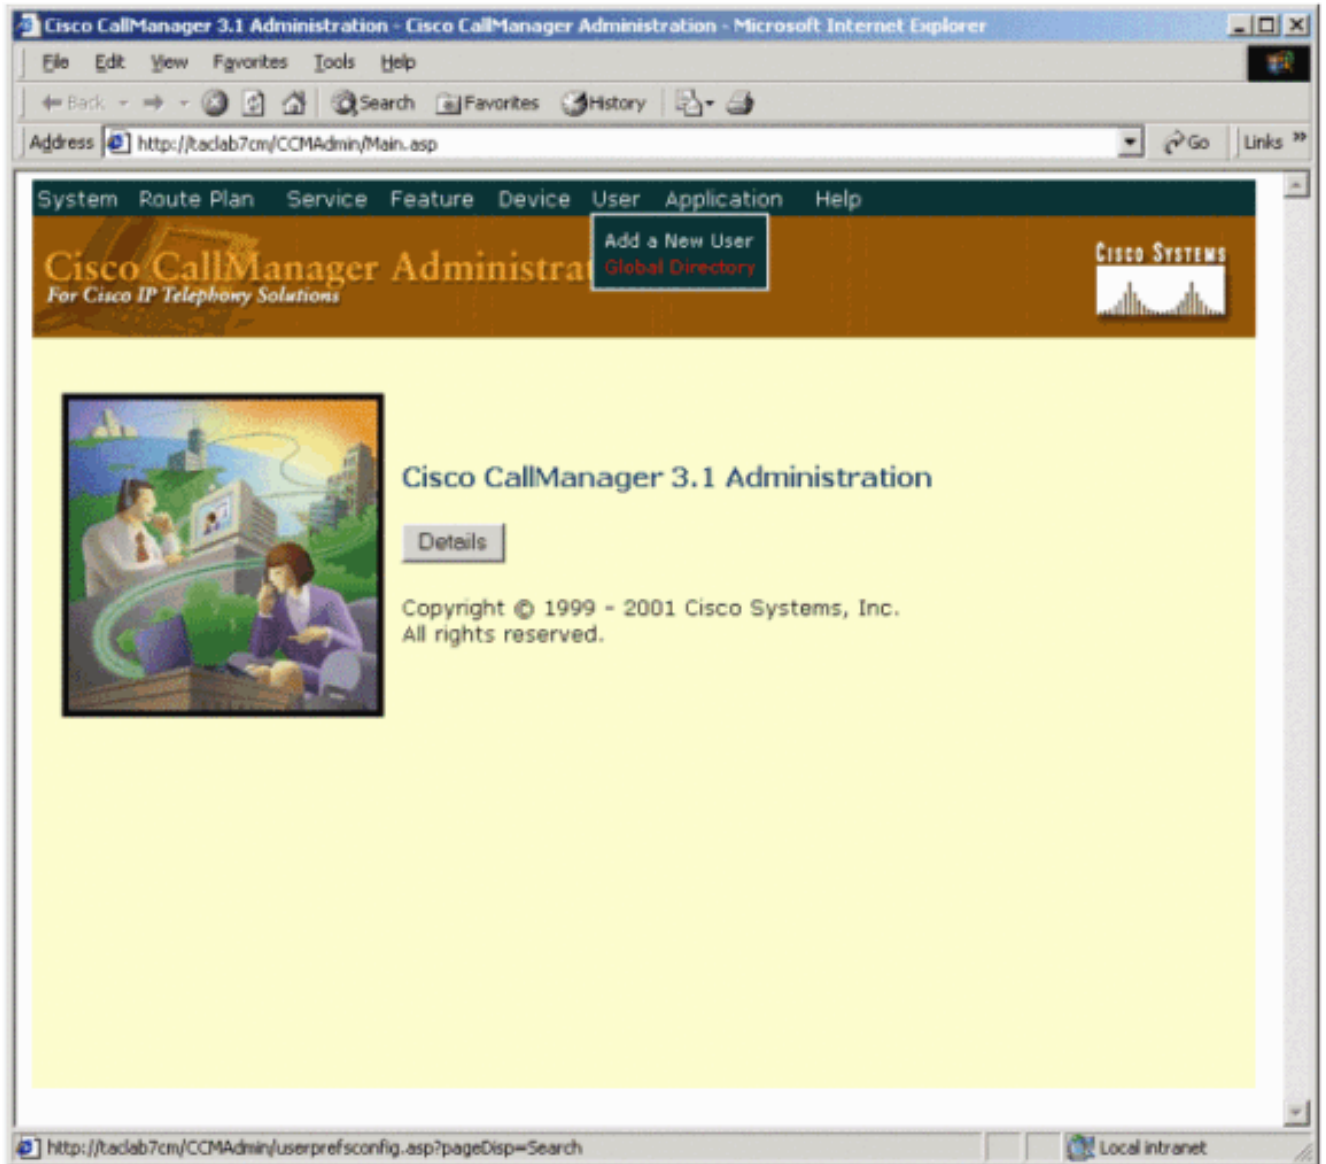 Cisco CallManager 3.1 Administration - Cisco CallManager Administration - Microsoft Internet Explorer
File Edit View Favorites Tools Help
Back Search Favorites History
Address http://taclab7cm/CCMAdmin/Main.asp Go Links »
System Route Plan Service Feature Device User Application Help
Add a New User
Global Directory
Cisco CallManager Administrat
For Cisco IP Telephony Solutions
CISCO SYSTEMS
Cisco CallManager 3.1 Administration
Details
Copyright © 1999 - 2001 Cisco Systems, Inc.
All rights reserved.
http://taclab7cm/CCMAdmin/userprefsconfig.asp?pageDisp=Search Local intranet